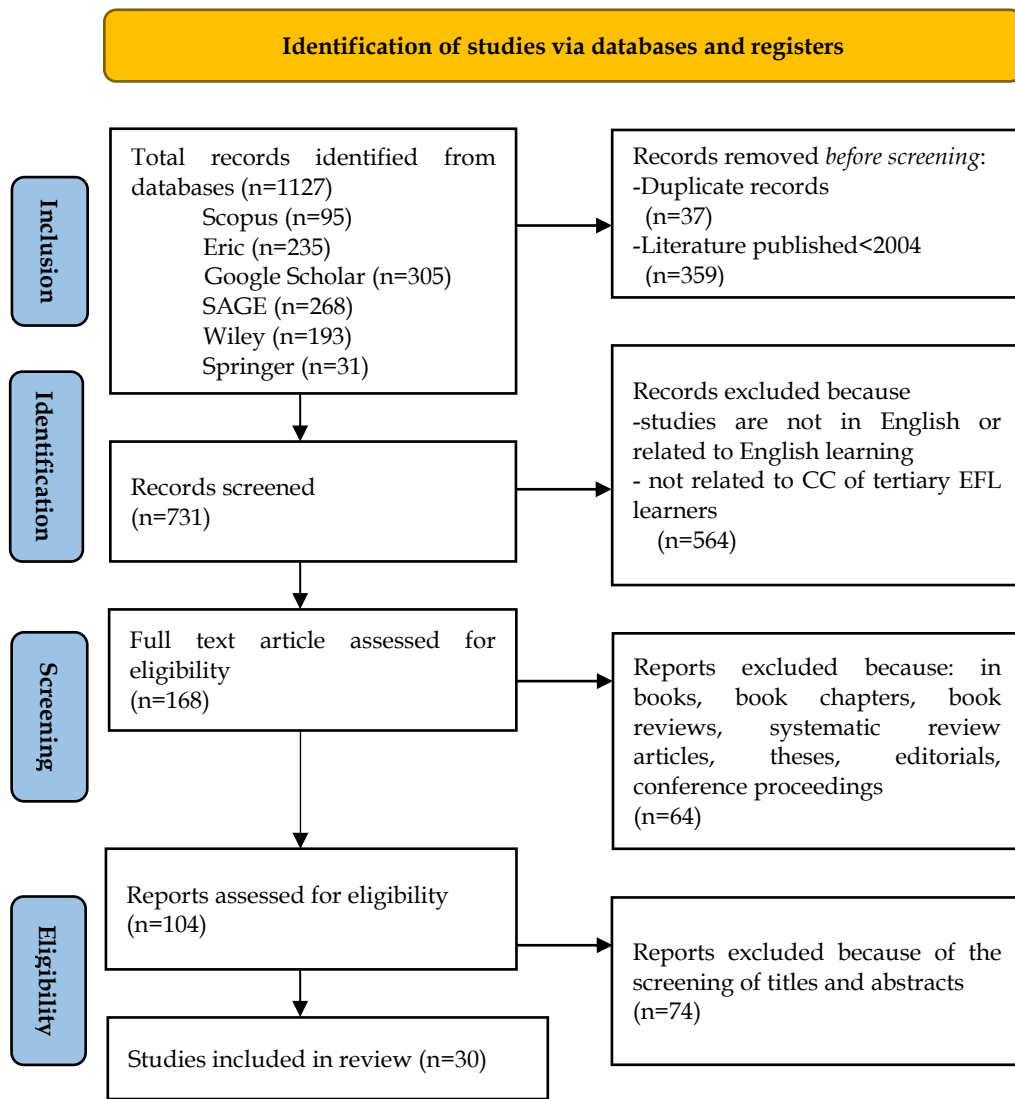 Identification of studies via databases and registers
Inclusion
Total records identified from
databases (n=1127)
Scopus (n=95)
Eric (n=235)
Google Scholar (n=305)
SAGE (n=268)
Wiley (n=193)
Springer (n=31)
Records removed before screening:
-Duplicate records
(n=37)
-Literature published<2004
(n=359)
Identification
Records screened
(n=731)
Records excluded because
-studies are not in English or
related to English learning
- not related to CC of tertiary EFL
learners
(n=564)
Screening
Full text article assessed for
eligibility
(n=168)
Reports excluded because: in
books, book chapters, book
reviews, systematic review
articles, theses, editorials,
conference proceedings
(n=64)
Eligibility
Reports assessed for eligibility
(n=104)
Reports excluded because of the
screening of titles and abstracts
(n=74)
Studies included in review (n=30)